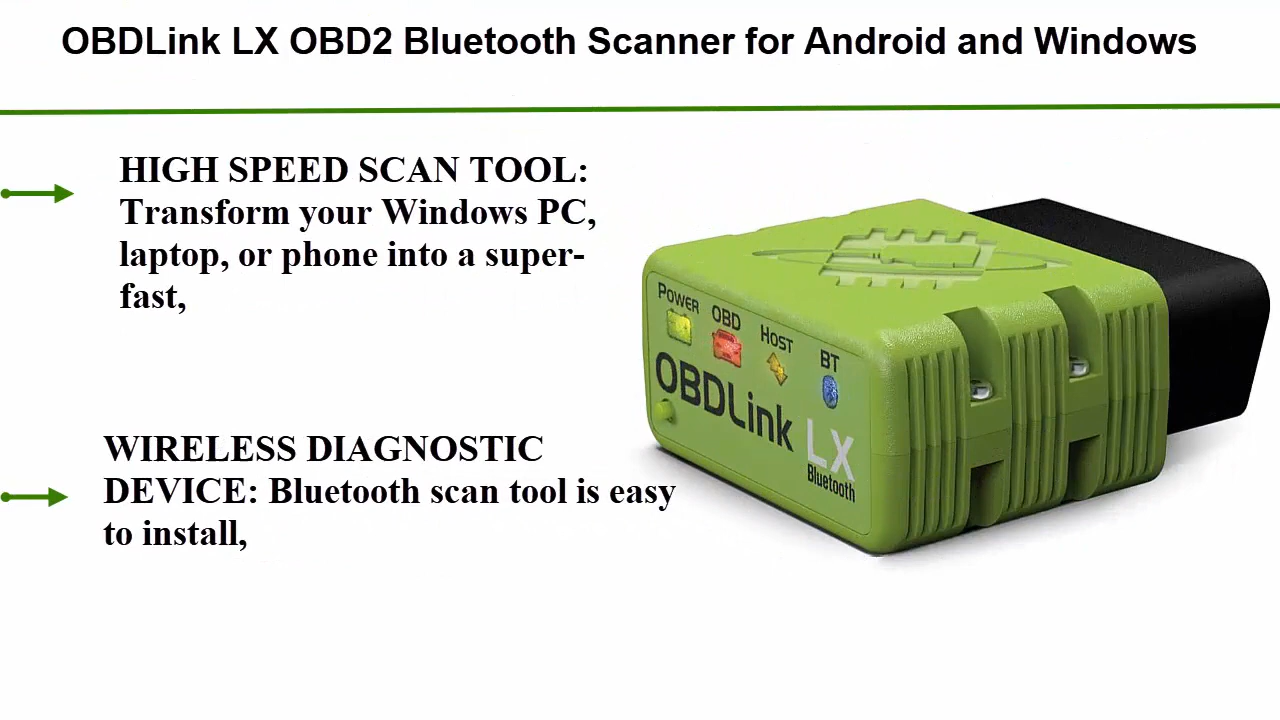 OBDLink LX OBD2 Bluetooth Scanner for Android and Windows
HIGH SPEED SCAN TOOL:
Transform your Windows PC,
laptop, or phone into a super-
fast,
WIRELESS DIAGNOSTIC
DEVICE: Bluetooth scan tool is easy
to install,
POWER OBD HOST BT
OBDLink LX
Bluetooth